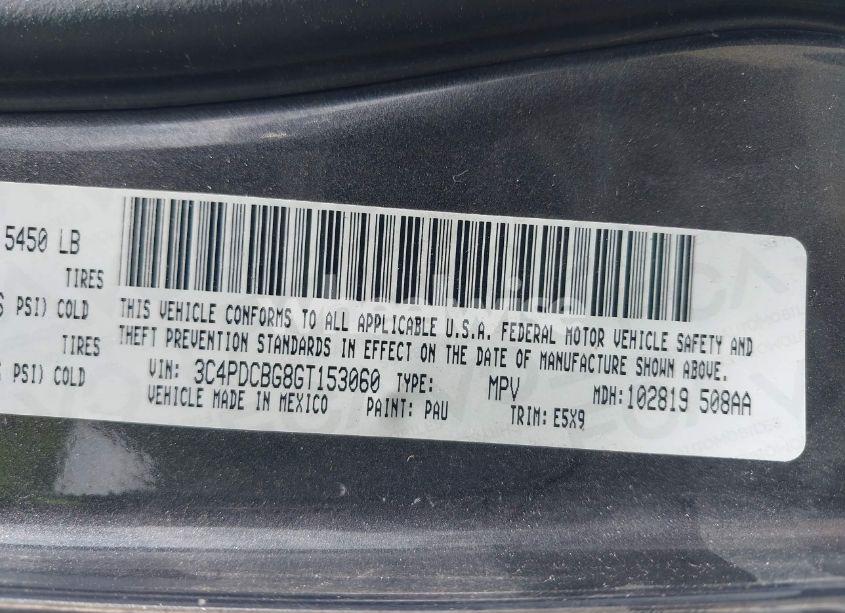 5450 LB
TIRES
PSI) COLD
THIS VEHICLE CONFORMS TO ALL APPLICABLE U.S.A. FEDERAL MOTOR VEHICLE SAFETY AND
TIRES
THEFT PREVENTION STANDARDS IN EFFECT ON THE DATE OF MANUFACTURE SHOWN ABOVE.
PSI) COLD
VIN: 3C4PDCBG8GT153060 TYPE: MPV MDH: 102819 508AA
VEHICLE MADE IN MEXICO PAINT: PAU TRIM: E5X9